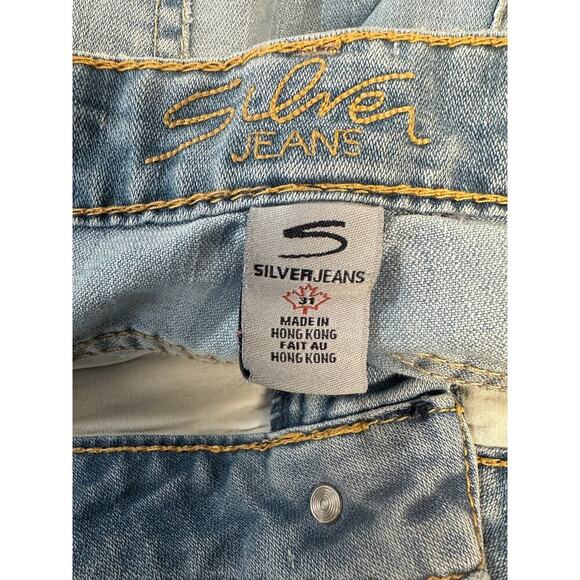 Silver
JEANS
S
SILVERJEANS
31
MADE IN
HONG KONG
FAIT AU
HONG KONG